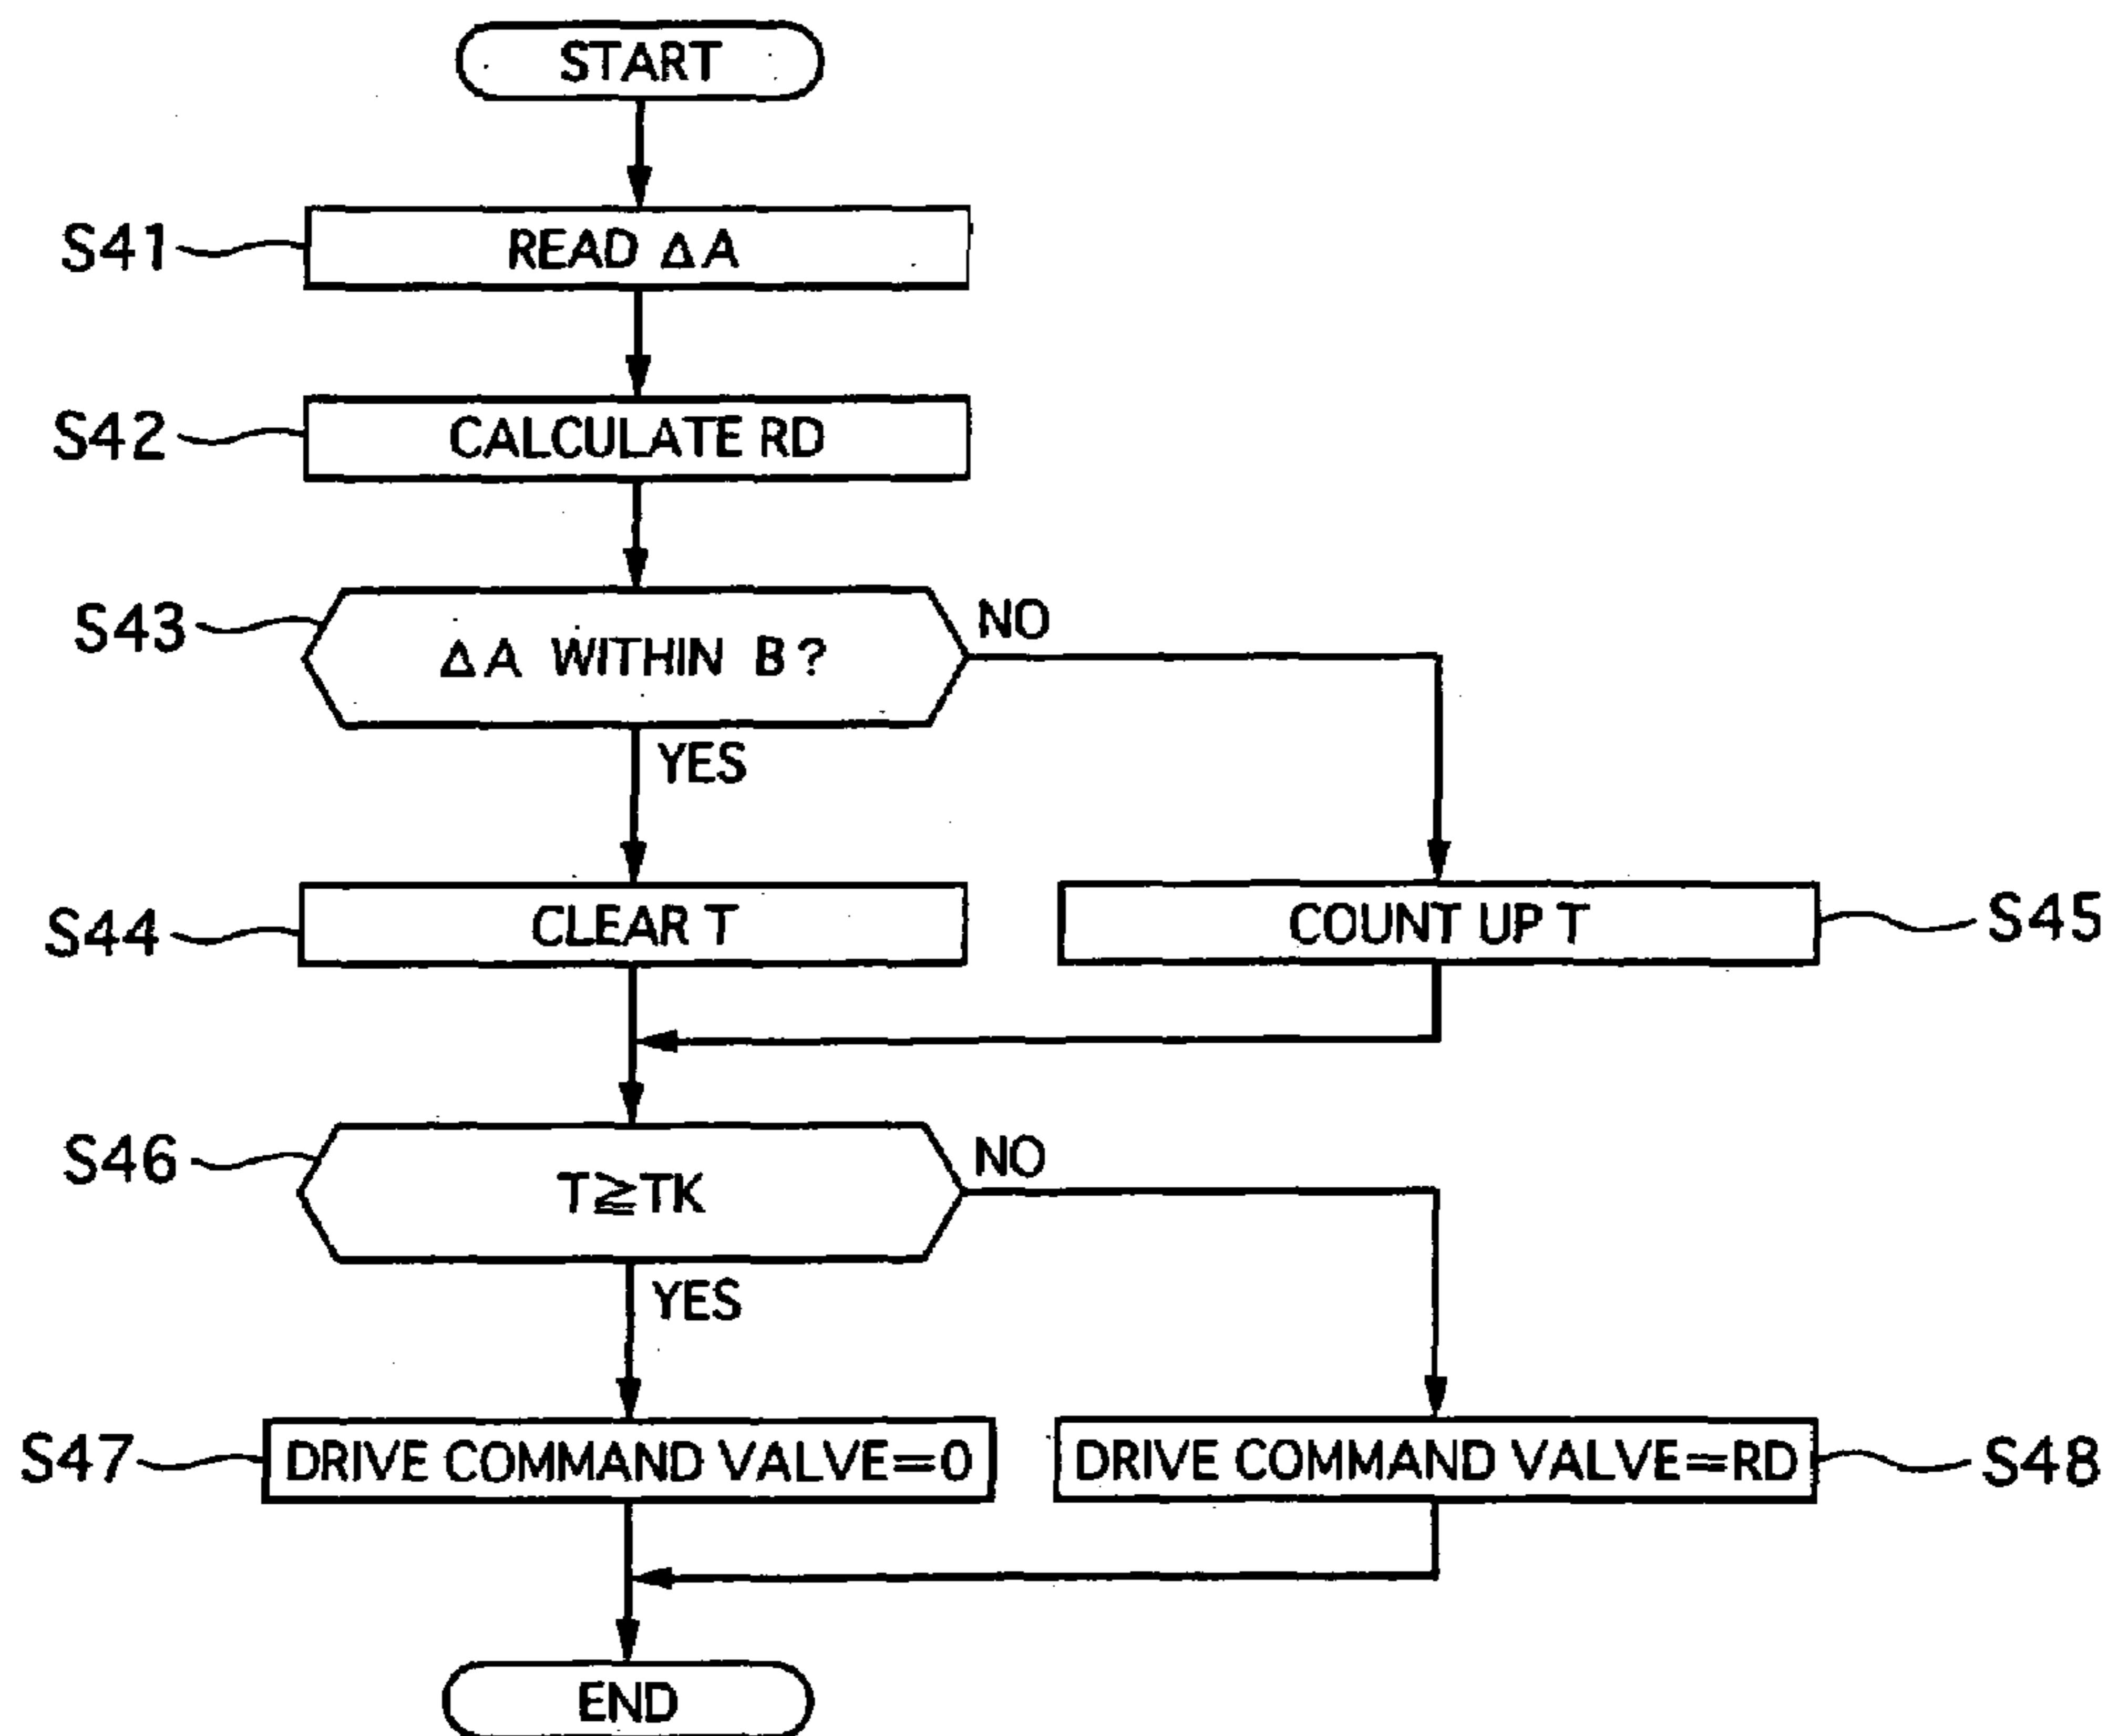 START
S41
READ ΔA
S42
CALCULATE RD
S43
ΔA WITHIN B?
NO
YES
S44
CLEAR T
COUNT UP T
S45
S46
T≧TK
NO
YES
S47
DRIVE COMMAND VALVE=0
DRIVE COMMAND VALVE=RD
S48
END